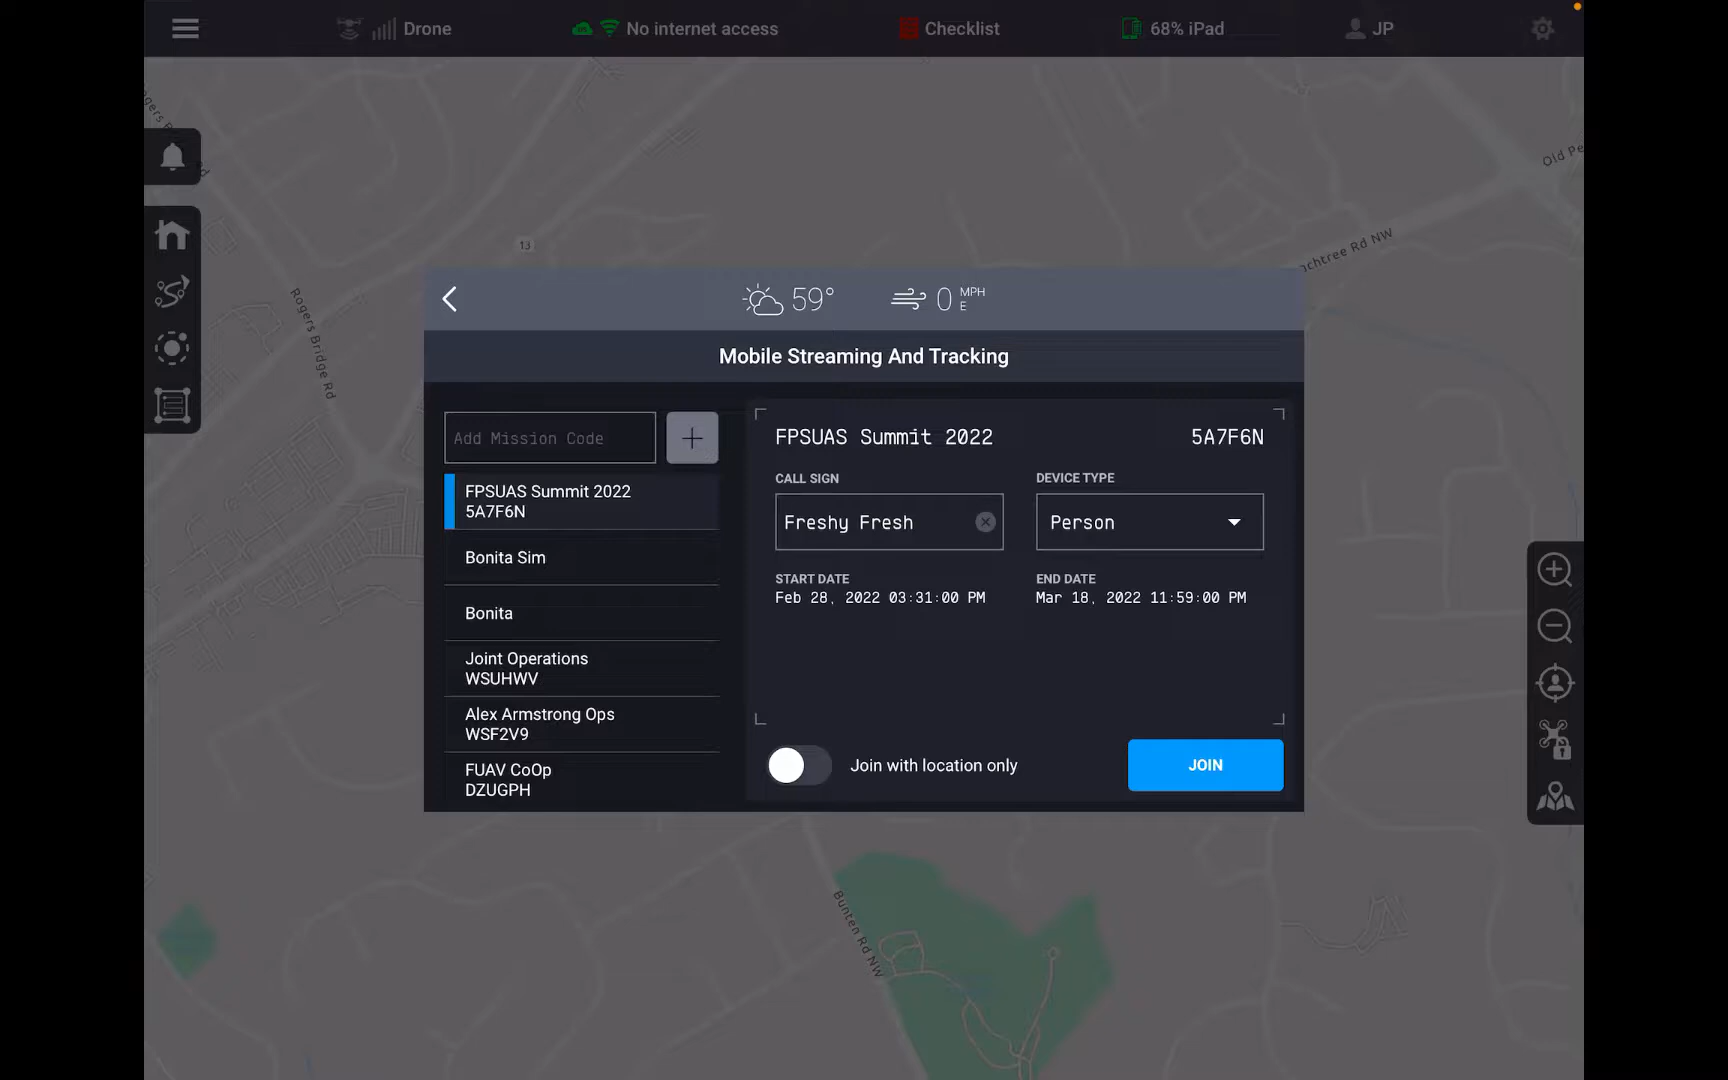 Drone
No internet access
Checklist
68% iPad
JP
13
Rogers Bridge Rd
Old Pe
chtree Rd NW
59°
0 MPH E
Mobile Streaming And Tracking
Add Mission Code
FPSUAS Summit 2022
5A7F6N
Bonita Sim
Bonita
Joint Operations
WSUHWV
Alex Armstrong Ops
WSF2V9
FUAV CoOp
DZUGPH
FPSUAS Summit 2022
5A7F6N
CALL SIGN
DEVICE TYPE
Freshy Fresh
Person
START DATE
END DATE
Feb 28, 2022 03:31:00 PM
Mar 18, 2022 11:59:00 PM
Join with location only
JOIN
Bunten Rd NW